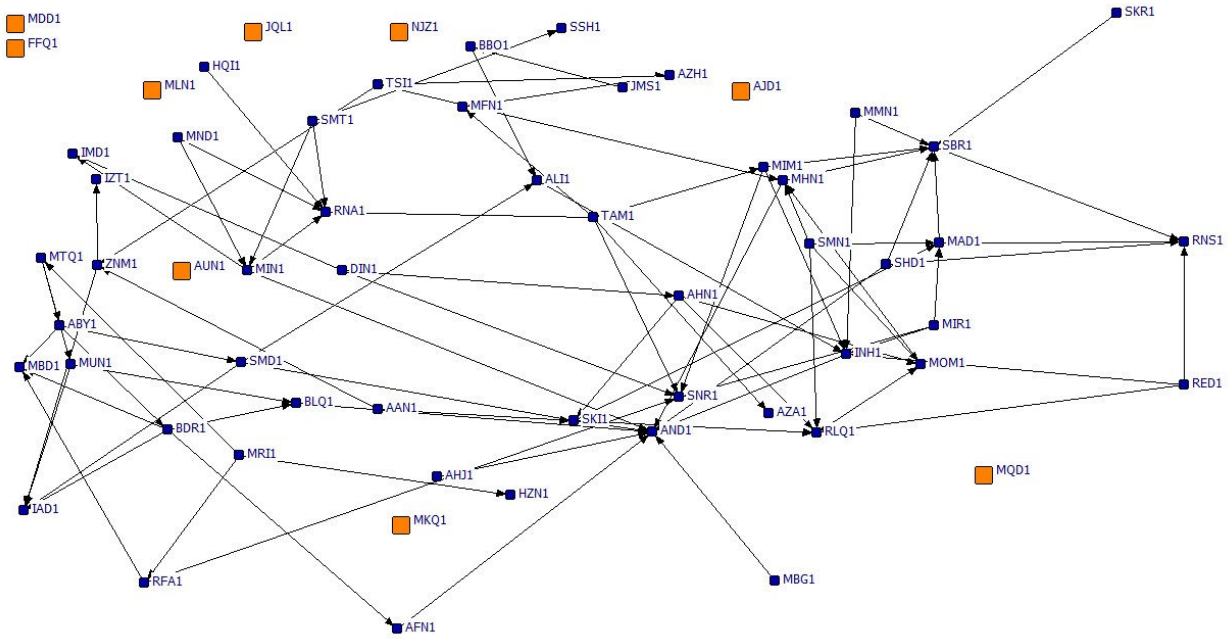 MDD1
SKR1
JQL1
NJZ1
SSH1
FFQ1
BBO1
HQI1
AZH1
TSI1
JMS1
MLN1
AJD1
MFN1
MMN1
SMT1
MND1
SBR1
IMD1
MIM1
IZT1
ALI1
MHN1
RNA1
TAM1
RNS1
SMN1
MAD1
MTQ1
ZNM1
AUN1
MIN1
DIN1
SHD1
AHN1
ABY1
MIR1
INH1
MBD1
MUN1
SMD1
MOM1
RED1
SNR1
BLQ1
AAN1
AZA1
SKI1
BDR1
AND1
RLQ1
MRI1
AHJ1
MQD1
HZN1
IAD1
MKQ1
RFA1
MBG1
AFN1